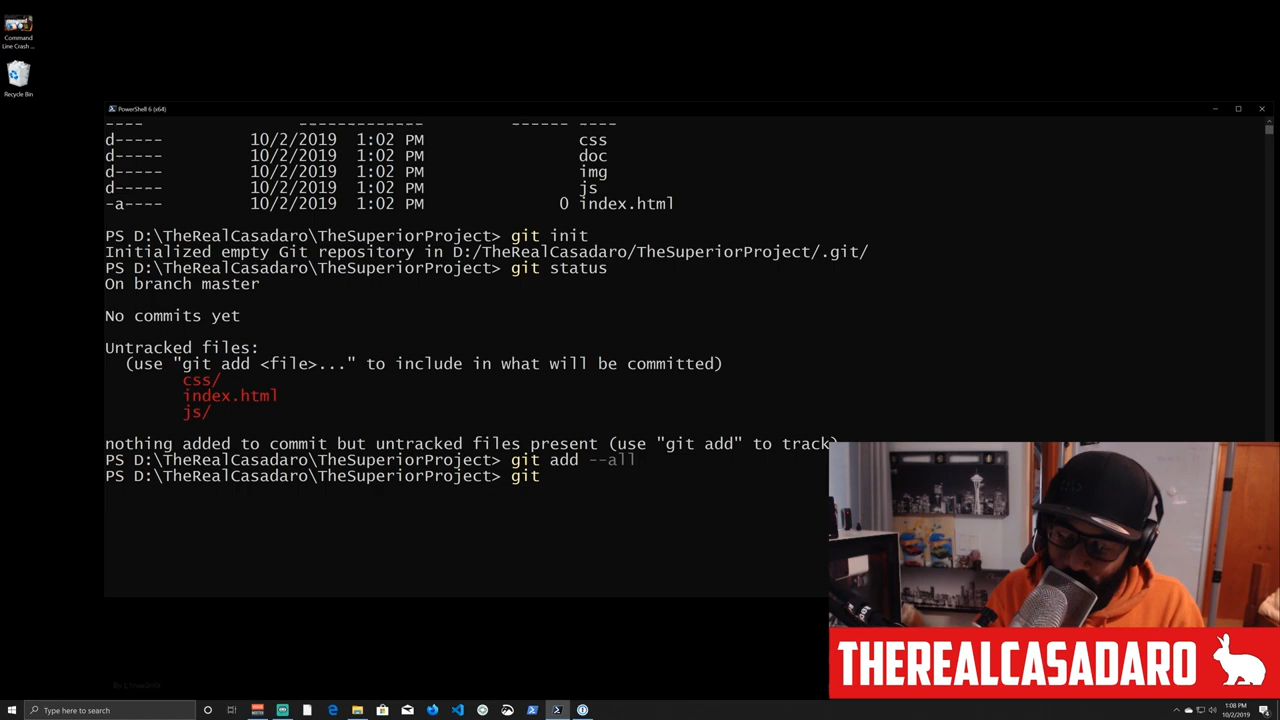 Command
Line Crash ...
Recycle Bin
PowerShell 6 (x64)
---- ------------- ------ ----
d----- 10/2/2019 1:02 PM css
d----- 10/2/2019 1:02 PM doc
d----- 10/2/2019 1:02 PM img
d----- 10/2/2019 1:02 PM js
-a---- 10/2/2019 1:02 PM 0 index.html
PS D:\TheRealCasadaro\TheSuperiorProject> git init
Initialized empty Git repository in D:/TheRealCasadaro/TheSuperiorProject/.git/
PS D:\TheRealCasadaro\TheSuperiorProject> git status
On branch master
No commits yet
Untracked files:
(use "git add <file>..." to include in what will be committed)
css/
index.html
js/
nothing added to commit but untracked files present (use "git add" to track)
PS D:\TheRealCasadaro\TheSuperiorProject> git add --all
PS D:\TheRealCasadaro\TheSuperiorProject> git
THEREALCASADARO
Type here to search
1:08 PM
10/2/2019